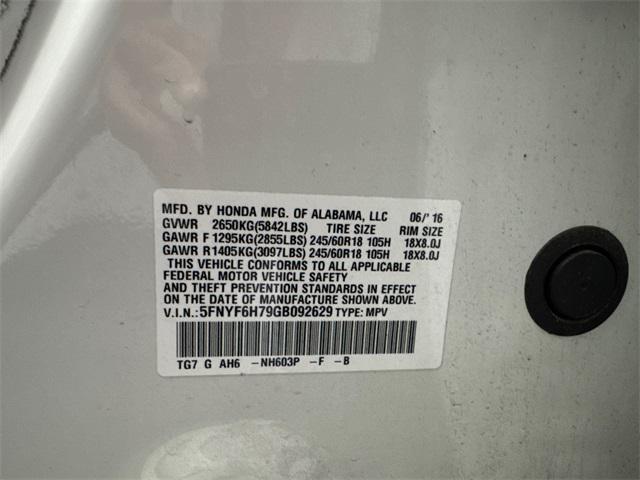 MFD. BY HONDA MFG. OF ALABAMA, LLC 06/'16
GVWR 2650KG(5842LBS) TIRE SIZE RIM SIZE
GAWR F 1295KG(2855LBS) 245/60R18 105H 18X8.0J
GAWR R 1405KG(3097LBS) 245/60R18 105H 18X8.0J
THIS VEHICLE CONFORMS TO ALL APPLICABLE
FEDERAL MOTOR VEHICLE SAFETY
AND THEFT PREVENTION STANDARDS IN EFFECT
ON THE DATE OF MANUFACTURE SHOWN ABOVE.
V.I.N.: 5FNYF6H79GB092629 TYPE: MPV
TG7 G AH6 -NH603P -F -B